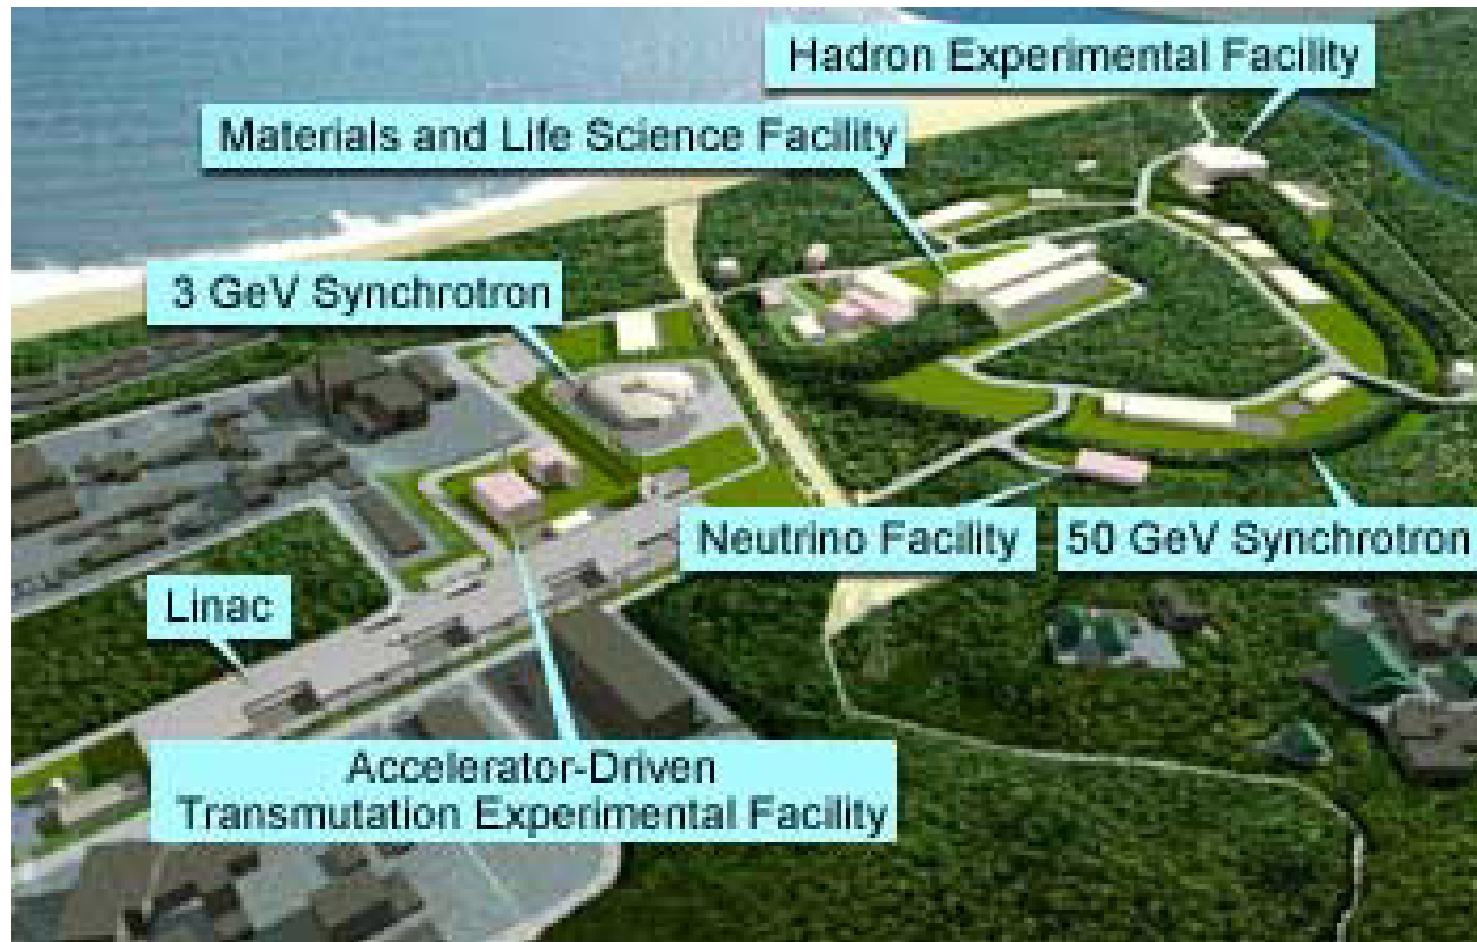 Hadron Experimental Facility
Materials and Life Science Facility
3 GeV Synchrotron
Neutrino Facility
50 GeV Synchrotron
Linac
Accelerator-Driven
Transmutation Experimental Facility